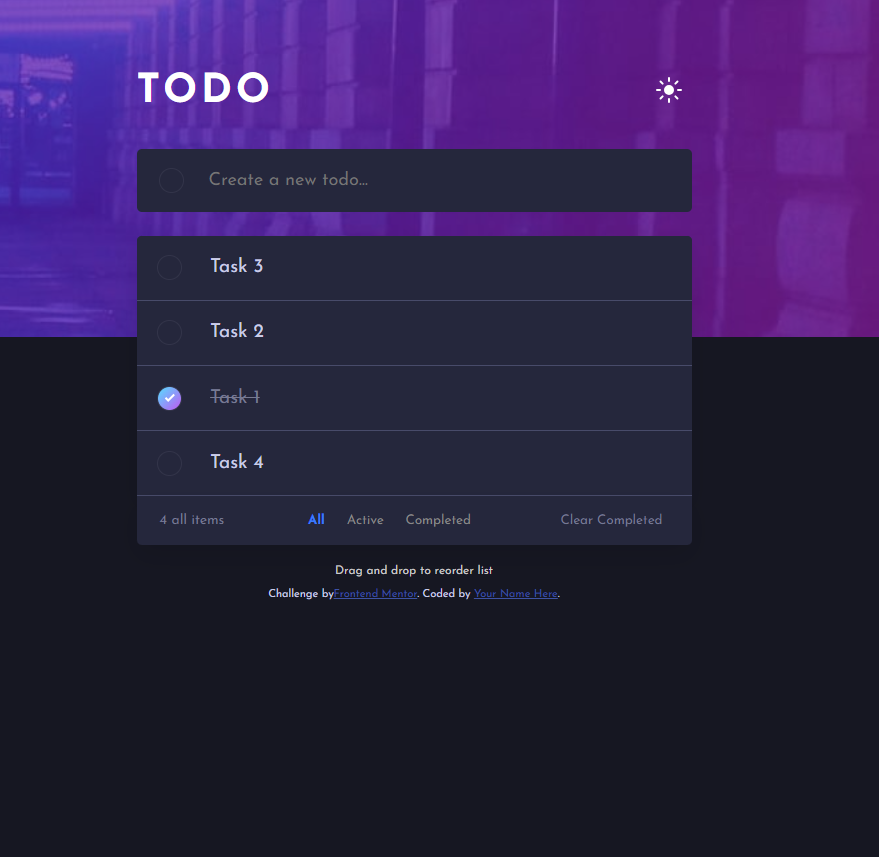 TODO
Create a new todo...
Task 3
Task 2
Task 1
Task 4
4 all items All Active Completed Clear Completed
Drag and drop to reorder list
Challenge byFrontend Mentor. Coded by Your Name Here.